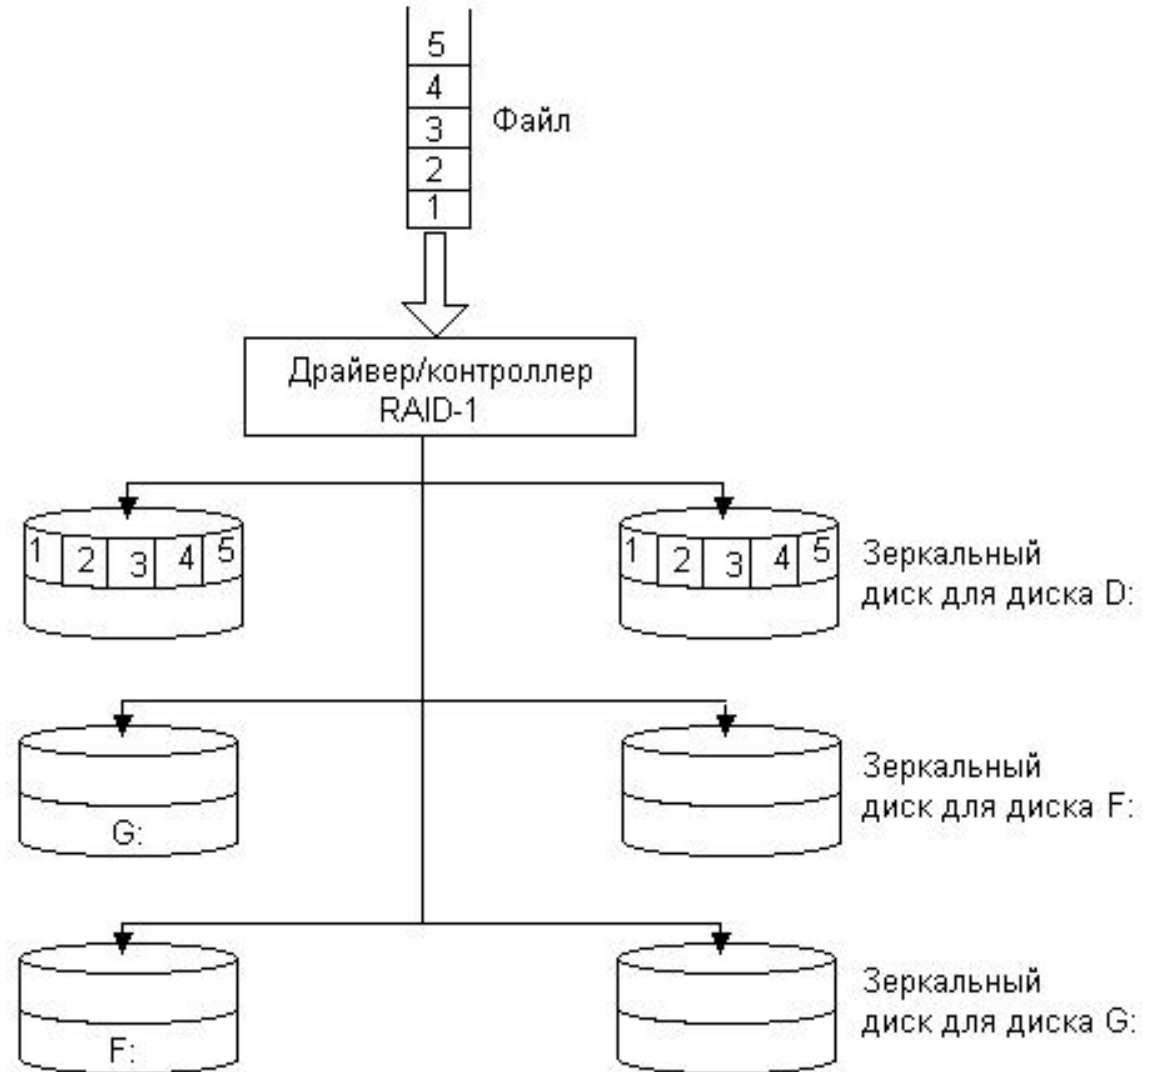 5
4
3
2
1
Файл
Драйвер/контроллер
RAID-1
1 2 3 4 5
1 2 3 4 5
Зеркальный
диск для диска D:
G:
Зеркальный
диск для диска F:
F:
Зеркальный
диск для диска G: